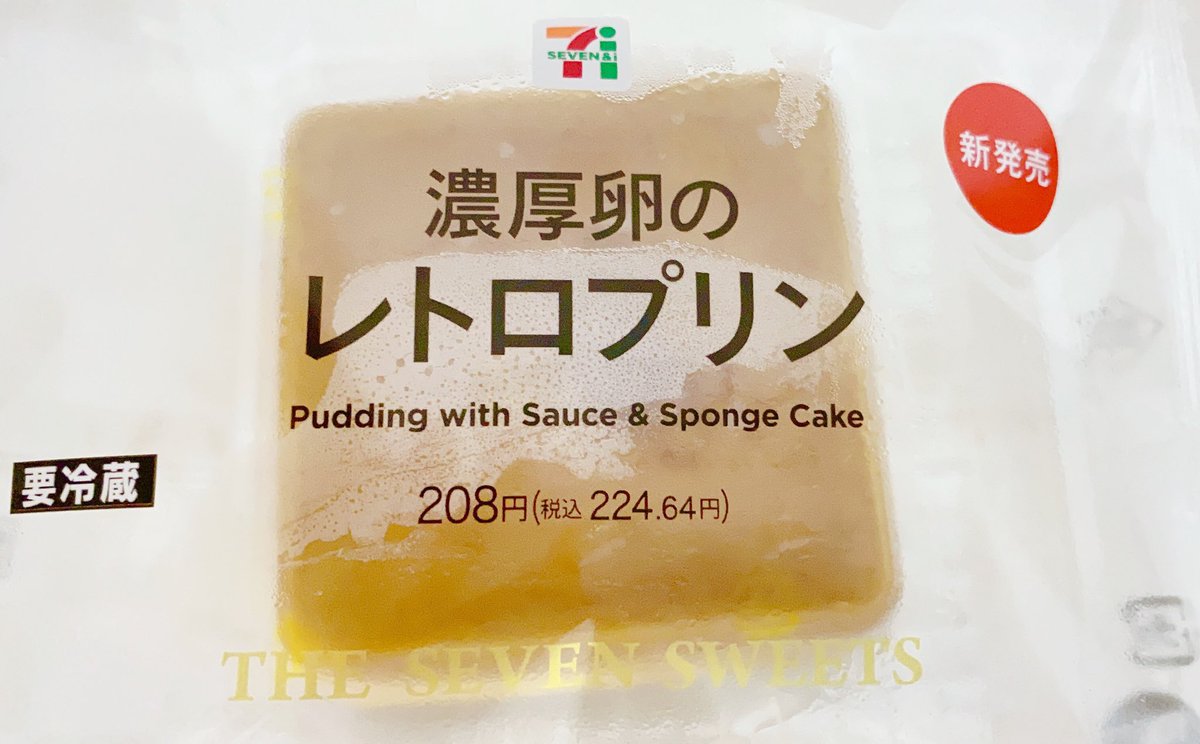 SEVEN&i
新発売
濃厚卵の
レトロプリン
Pudding with Sauce & Sponge Cake
要冷蔵
208円(税込 224.64円)
THE SEVEN SWEETS